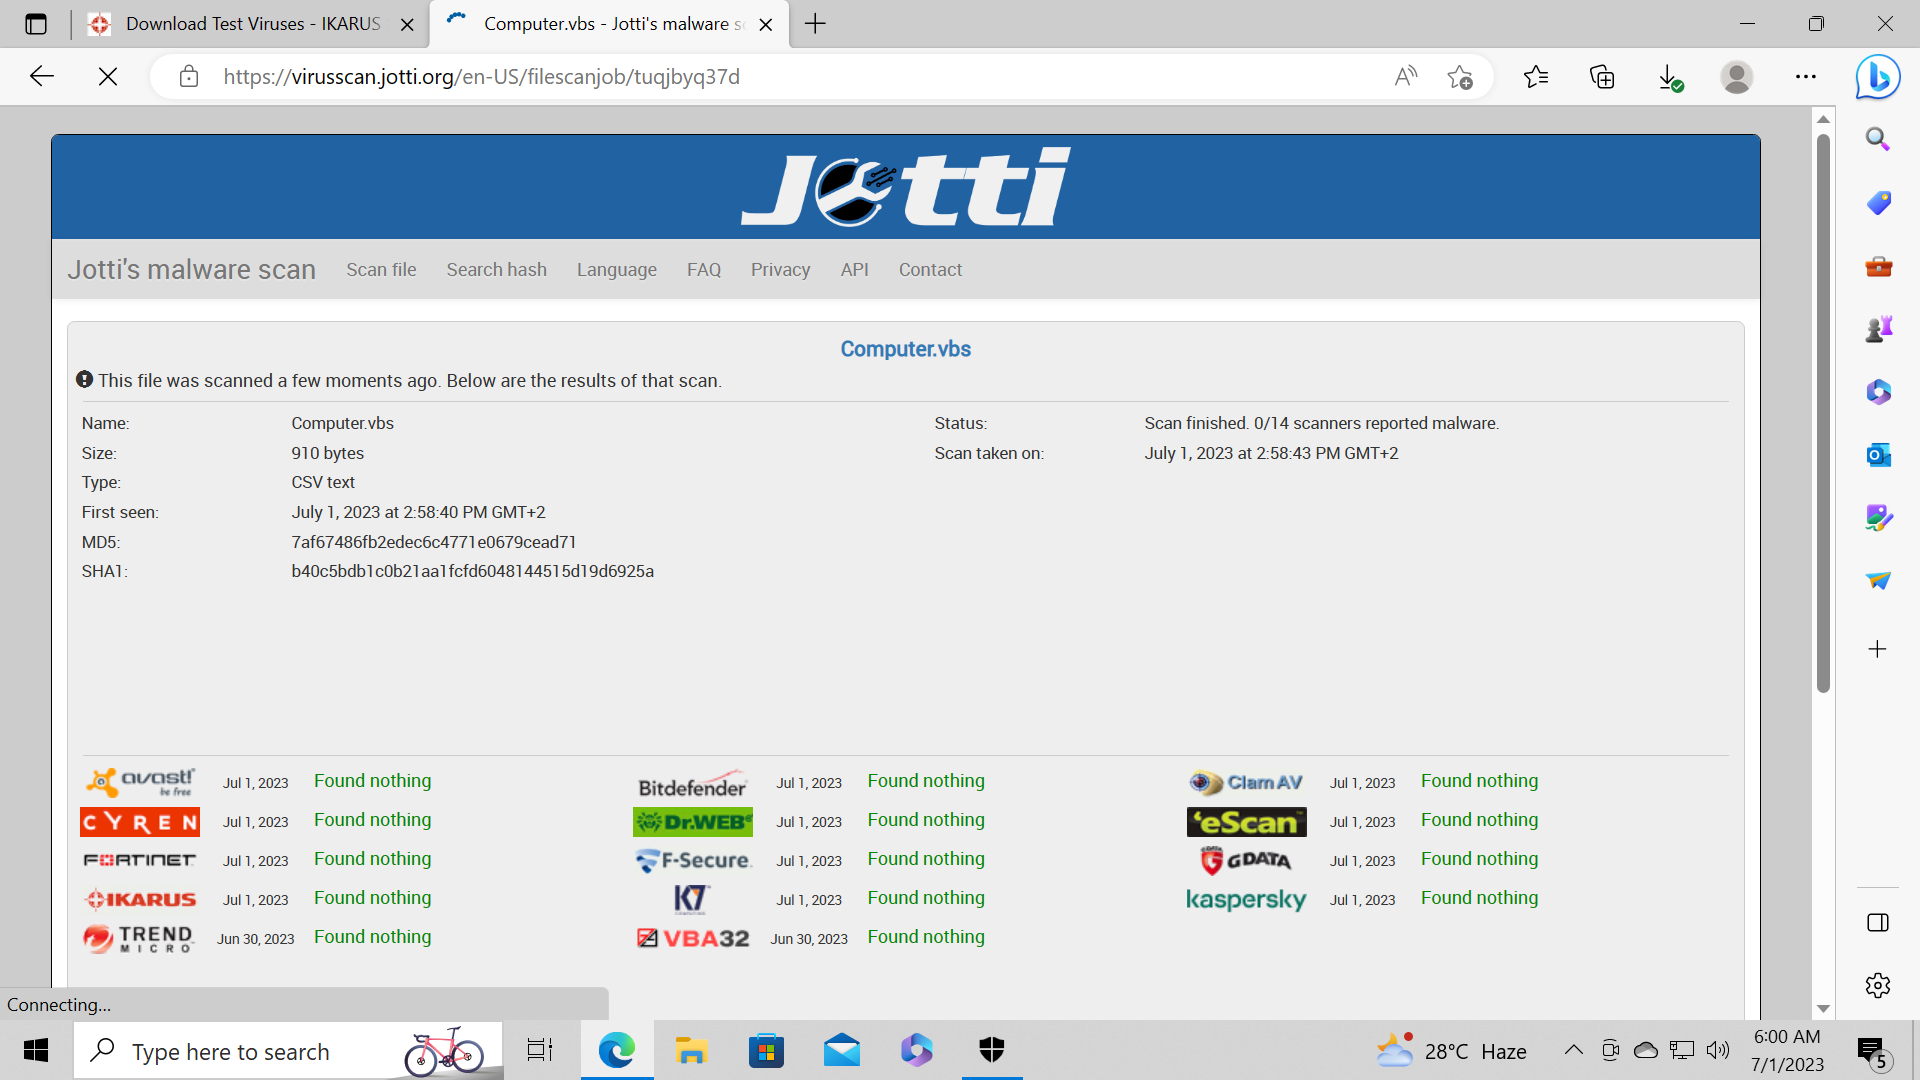 Download Test Viruses - IKARUS
Computer.vbs - Jotti's malware s
https://virusscan.jotti.org/en-US/filescanjob/tuqjbyq37d
Jotti
Jotti's malware scan Scan file Search hash Language FAQ Privacy API Contact
Computer.vbs
This file was scanned a few moments ago. Below are the results of that scan.
Name: Computer.vbs Status: Scan finished. 0/14 scanners reported malware.
Size: 910 bytes Scan taken on: July 1, 2023 at 2:58:43 PM GMT+2
Type: CSV text
First seen: July 1, 2023 at 2:58:40 PM GMT+2
MD5: 7af67486fb2edec6c4771e0679cead71
SHA1: b40c5bdb1c0b21aa1fcfd6048144515d19d6925a
avast! be free Jul 1, 2023 Found nothing Bitdefender Jul 1, 2023 Found nothing ClamAV Jul 1, 2023 Found nothing
CYREN Jul 1, 2023 Found nothing Dr.WEB Jul 1, 2023 Found nothing eScan Jul 1, 2023 Found nothing
FORTINET Jul 1, 2023 Found nothing F-Secure. Jul 1, 2023 Found nothing G DATA Jul 1, 2023 Found nothing
IKARUS Jul 1, 2023 Found nothing K7 Jul 1, 2023 Found nothing kaspersky Jul 1, 2023 Found nothing
TREND MICRO Jun 30, 2023 Found nothing VBA32 Jun 30, 2023 Found nothing
Connecting...
Type here to search
28°C Haze
6:00 AM
7/1/2023
5